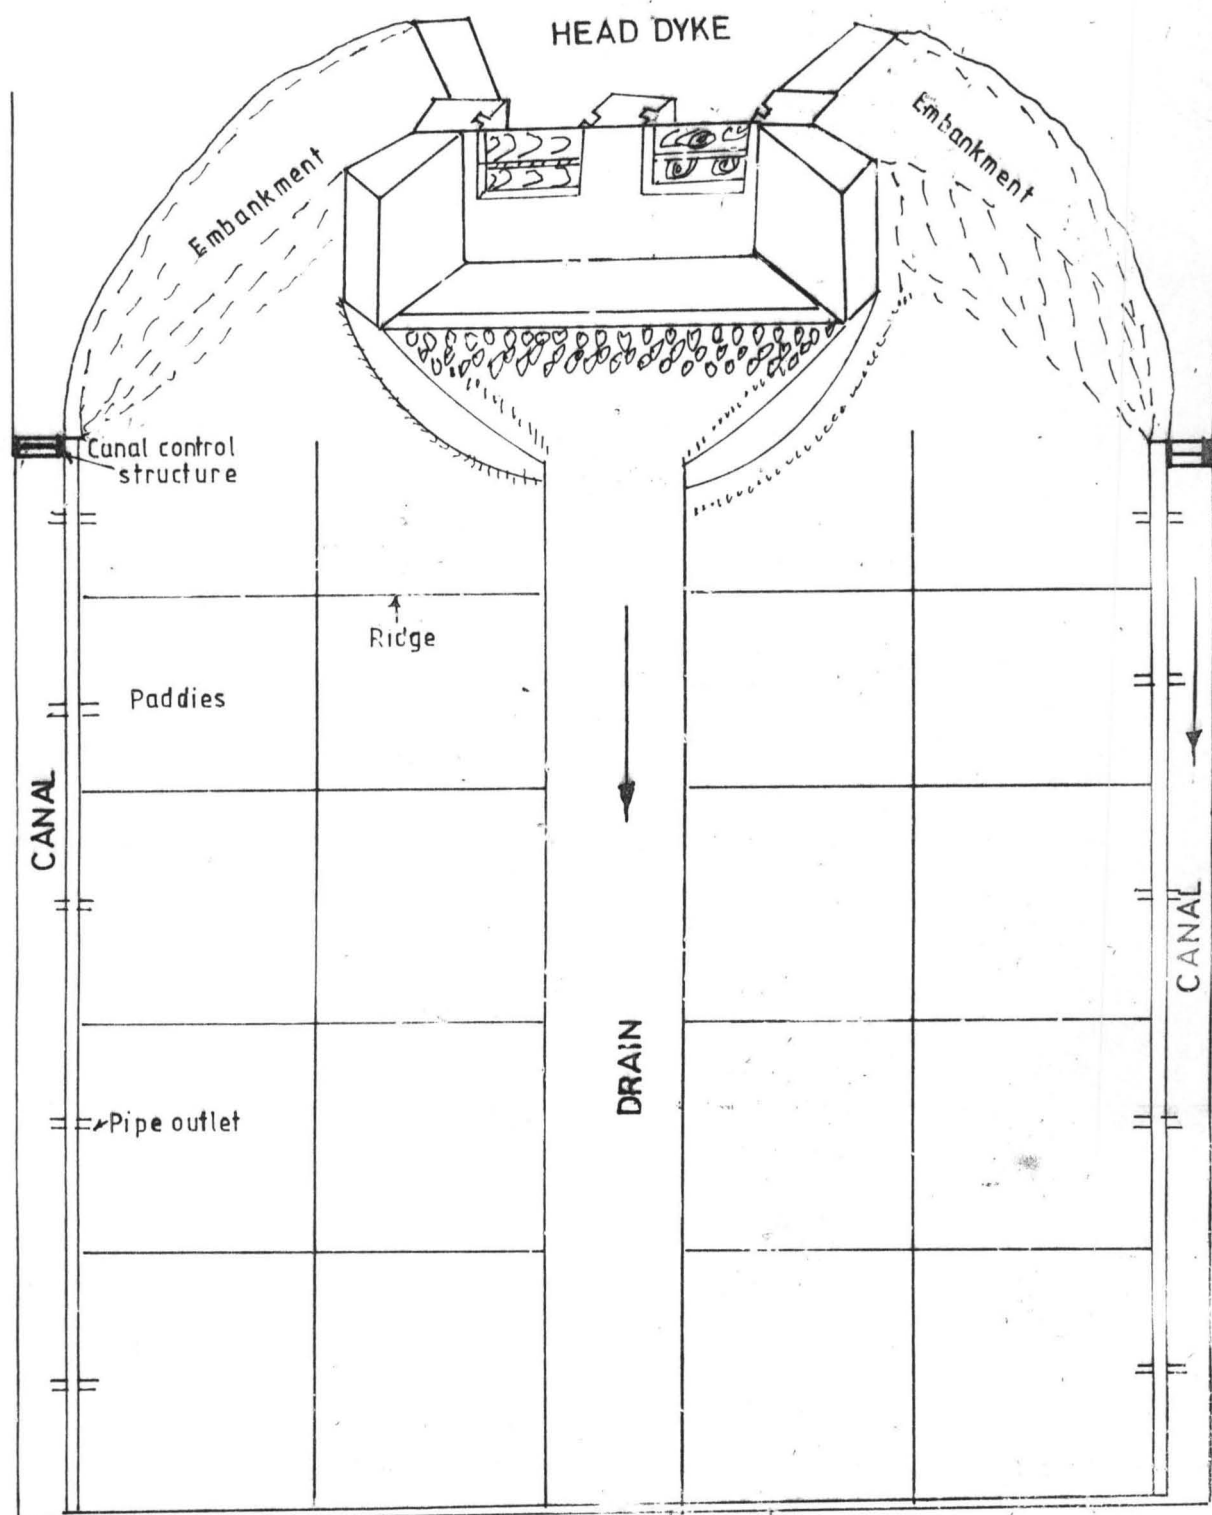 HEAD DYKE
Embankment
Embankment
Canal control
structure
Ridge
Paddies
CANAL
CANAL
DRAIN
Pipe outlet